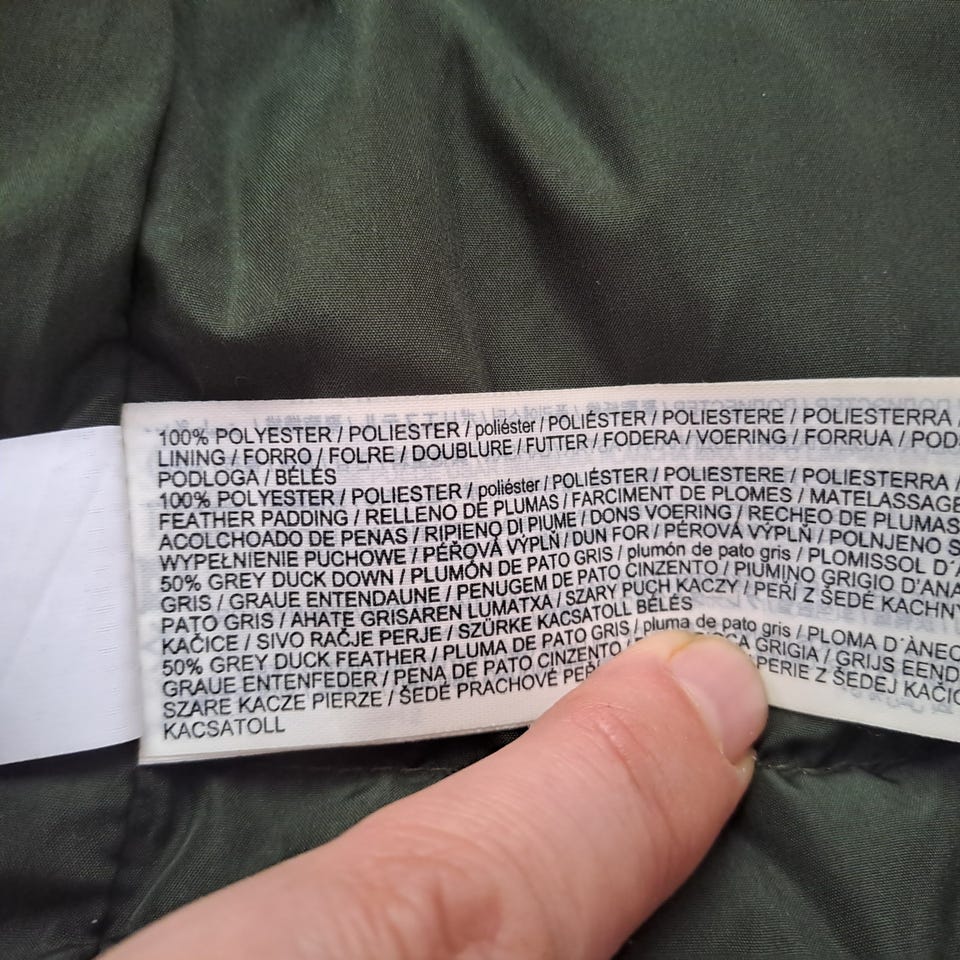 100% POLYESTER / POLIESTER / poliéster / POLIÉSTER / POLIESTERE / POLIESTERRA /
LINING / FORRO / FOLRE / DOUBLURE / FUTTER / FODERA / VOERING / FORRUA / POD
PODLOGA / BÉLÉS
100% POLYESTER / POLIESTER / poliéster / POLIÉSTER / POLIESTERE / POLIESTERRA /
FEATHER PADDING / RELLENO DE PLUMAS / FARCIMENT DE PLOMES / MATELASSAGE
ACOLCHOADO DE PENAS / RIPIENO DI PIUME / DONS VOERING / RECHEO DE PLUMAS
WYPEŁNIENIE PUCHOWE / PÉŘOVÁ VÝPLŇ / DUN FOR / PÉROVÁ VÝPLŇ / POLNJENO S
50% GREY DUCK DOWN / PLUMÓN DE PATO GRIS / plumón de pato gris / PLOMISSOL D´A
GRIS / GRAUE ENTENDAUNE / PENUGEM DE PATO CINZENTO / PIUMINO GRIGIO D'ANA
PATO GRIS / AHATE GRISAREN LUMATXA / SZARY PUCH KACZY / PERÍ Z ŠEDÉ KACHNY
KAČICE / SIVO RAČJE PERJE / SZÜRKE KACSATOLL BÉLÉS
50% GREY DUCK FEATHER / PLUMA DE PATO GRIS / pluma de pato gris / PLOMA D´ÀNEC
GRAUE ENTENFEDER / PENA DE PATO CINZENTO / GRIGIA / GRIJS EEND
SZARE KACZE PIERZE / ŠEDÉ PRACHOVÉ PEŘ PERIE Z ŠEDEJ KAČIC
KACSATOLL